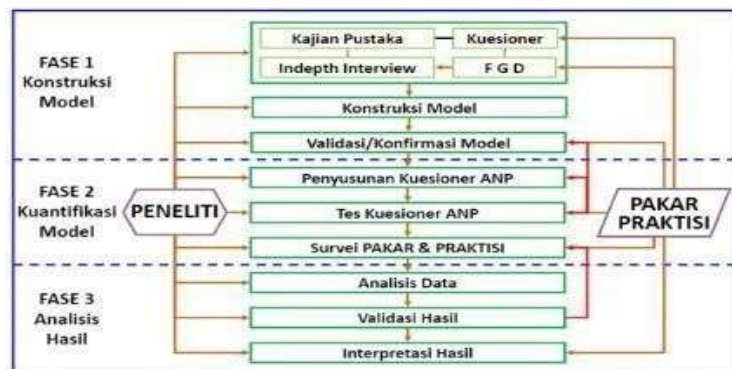 FASE 1
Konstruksi
Model
Kajian Pustaka
Kuesioner
Indepth Interview
F G D
Konstruksi Model
Validasi/Konfirmasi Model
FASE 2
Kuantifikasi
Model
PENELITI
Penyusunan Kuesioner ANP
Tes Kuesioner ANP
Survei PAKAR & PRAKTISI
PAKAR
PRAKTISI
FASE 3
Analisis
Hasil
Analisis Data
Validasi Hasil
Interpretasi Hasil